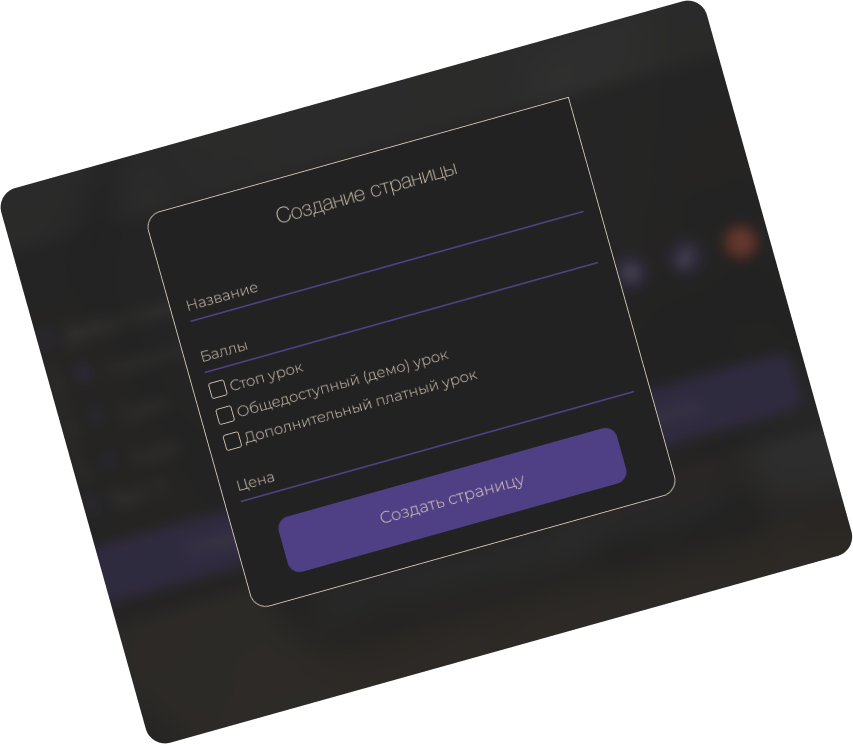 Создание страницы
Название
Баллы
Стоп урок
Общедоступный (демо) урок
Дополнительный платный урок
Цена
Создать страницу